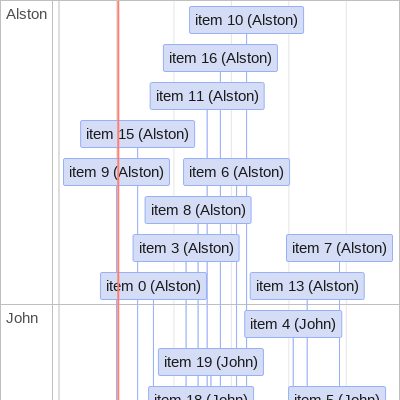 Alston
item 10 (Alston)
item 16 (Alston)
item 11 (Alston)
item 15 (Alston)
item 9 (Alston)
item 6 (Alston)
item 8 (Alston)
item 3 (Alston)
item 7 (Alston)
item 0 (Alston)
item 13 (Alston)
John
item 4 (John)
item 19 (John)
item 18 (John)
item 5 (John)